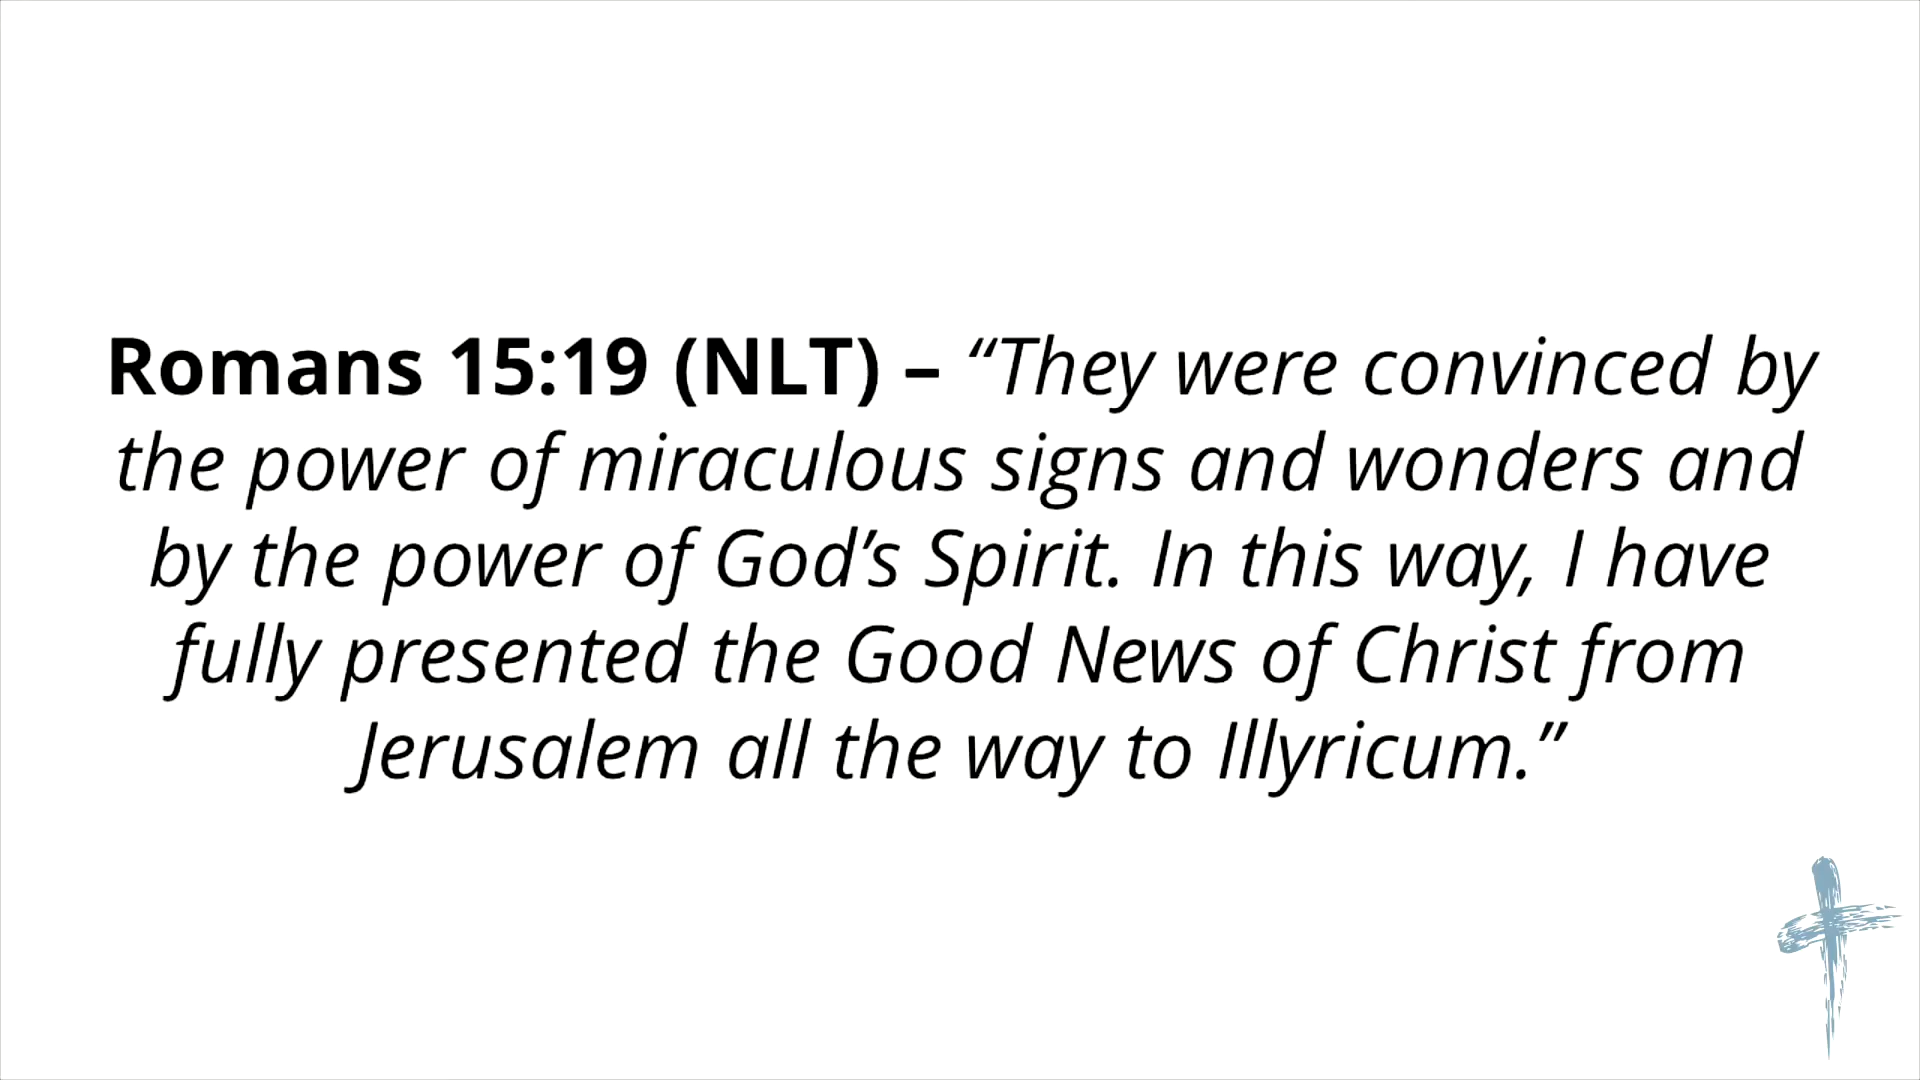 Romans 15:19 (NLT) – “They were convinced by
the power of miraculous signs and wonders and
by the power of God’s Spirit. In this way, I have
fully presented the Good News of Christ from
Jerusalem all the way to Illyricum.”